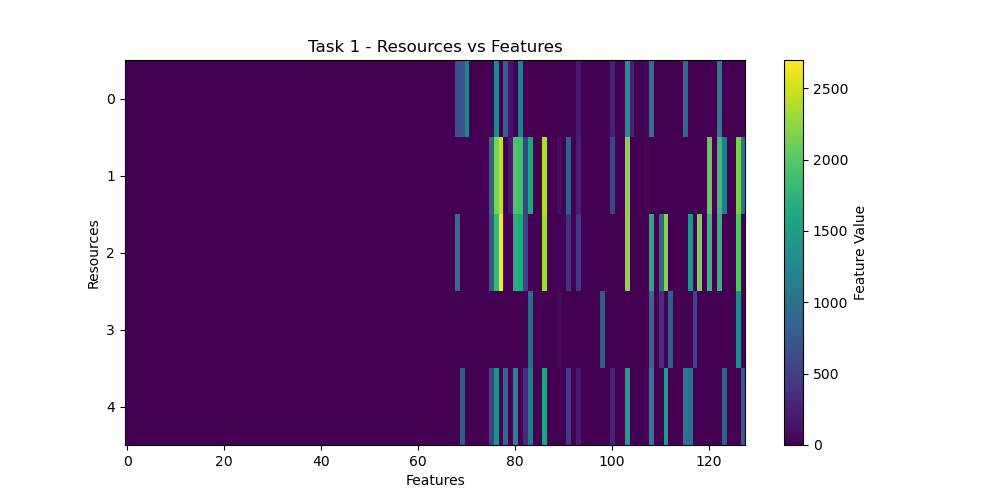 Task 1 - Resources vs Features
Resources
0
1
2
3
4
0 20 40 60 80 100 120
Features
2500
2000
1500
1000
500
0
Feature Value